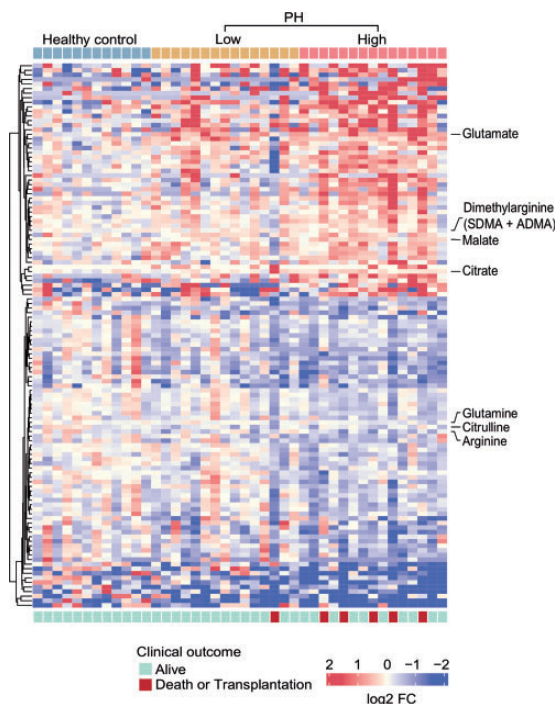 PH
Healthy control Low High
Glutamate
Dimethylarginine
(SDMA + ADMA)
Malate
Citrate
Glutamine
Citrulline
Arginine
Clinical outcome
Alive
Death or Transplantation
2 1 0 −1 −2
log2 FC